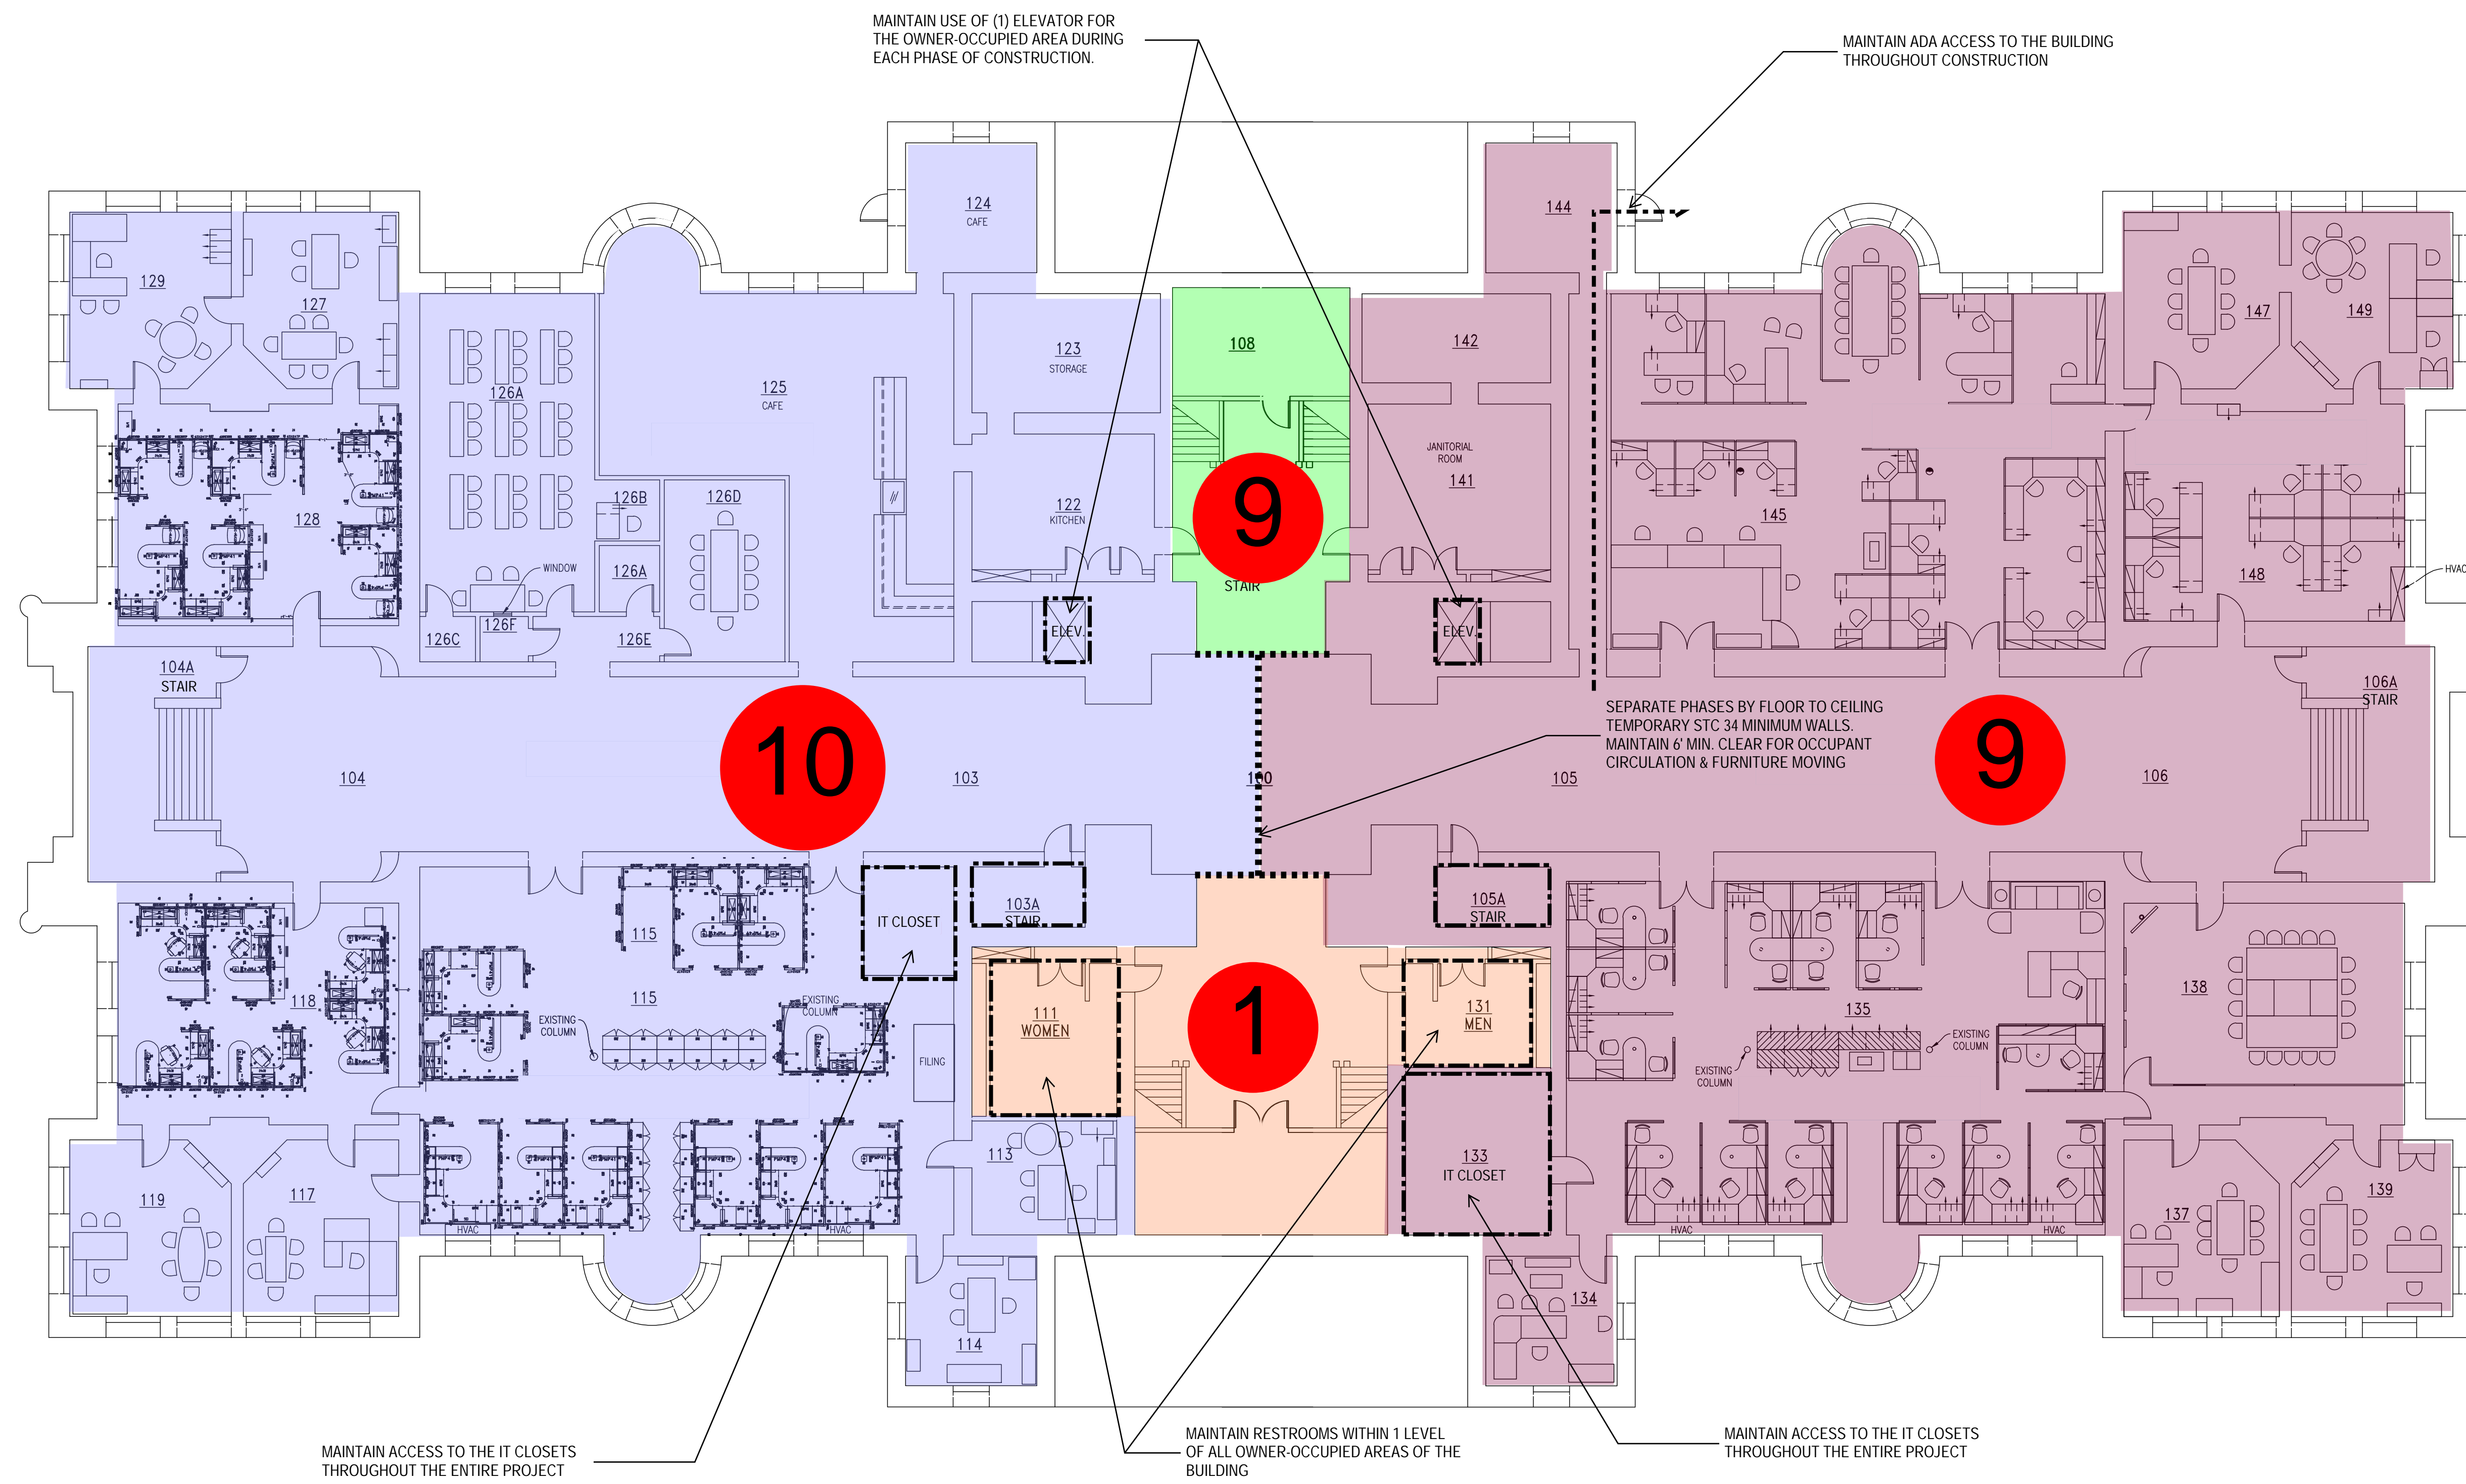 MAINTAIN USE OF (1) ELEVATOR FOR
THE OWNER-OCCUPIED AREA DURING
EACH PHASE OF CONSTRUCTION.
MAINTAIN ADA ACCESS TO THE BUILDING
THROUGHOUT CONSTRUCTION
124
CAFE
144
129
127
126A
125
CAFE
123
STORAGE
108
142
147
149
128
126B
126D
122
KITCHEN
9
JANITORIAL
ROOM
141
145
148
HVAC
WINDOW
126A
STAIR
126C
126F
126E
ELEV.
ELEV.
104A
STAIR
106A
STAIR
SEPARATE PHASES BY FLOOR TO CEILING
TEMPORARY STC 34 MINIMUM WALLS.
MAINTAIN 6' MIN. CLEAR FOR OCCUPANT
CIRCULATION & FURNITURE MOVING
104
10
103
100
105
9
106
115
IT CLOSET
103A
STAIR
105A
STAIR
118
115
EXISTING
COLUMN
EXISTING
COLUMN
FILING
111
WOMEN
1
131
MEN
135
EXISTING
COLUMN
EXISTING
COLUMN
138
119
117
113
133
IT CLOSET
137
139
HVAC
HVAC
HVAC
HVAC
114
134
MAINTAIN ACCESS TO THE IT CLOSETS
THROUGHOUT THE ENTIRE PROJECT
MAINTAIN RESTROOMS WITHIN 1 LEVEL
OF ALL OWNER-OCCUPIED AREAS OF THE
BUILDING
MAINTAIN ACCESS TO THE IT CLOSETS
THROUGHOUT THE ENTIRE PROJECT